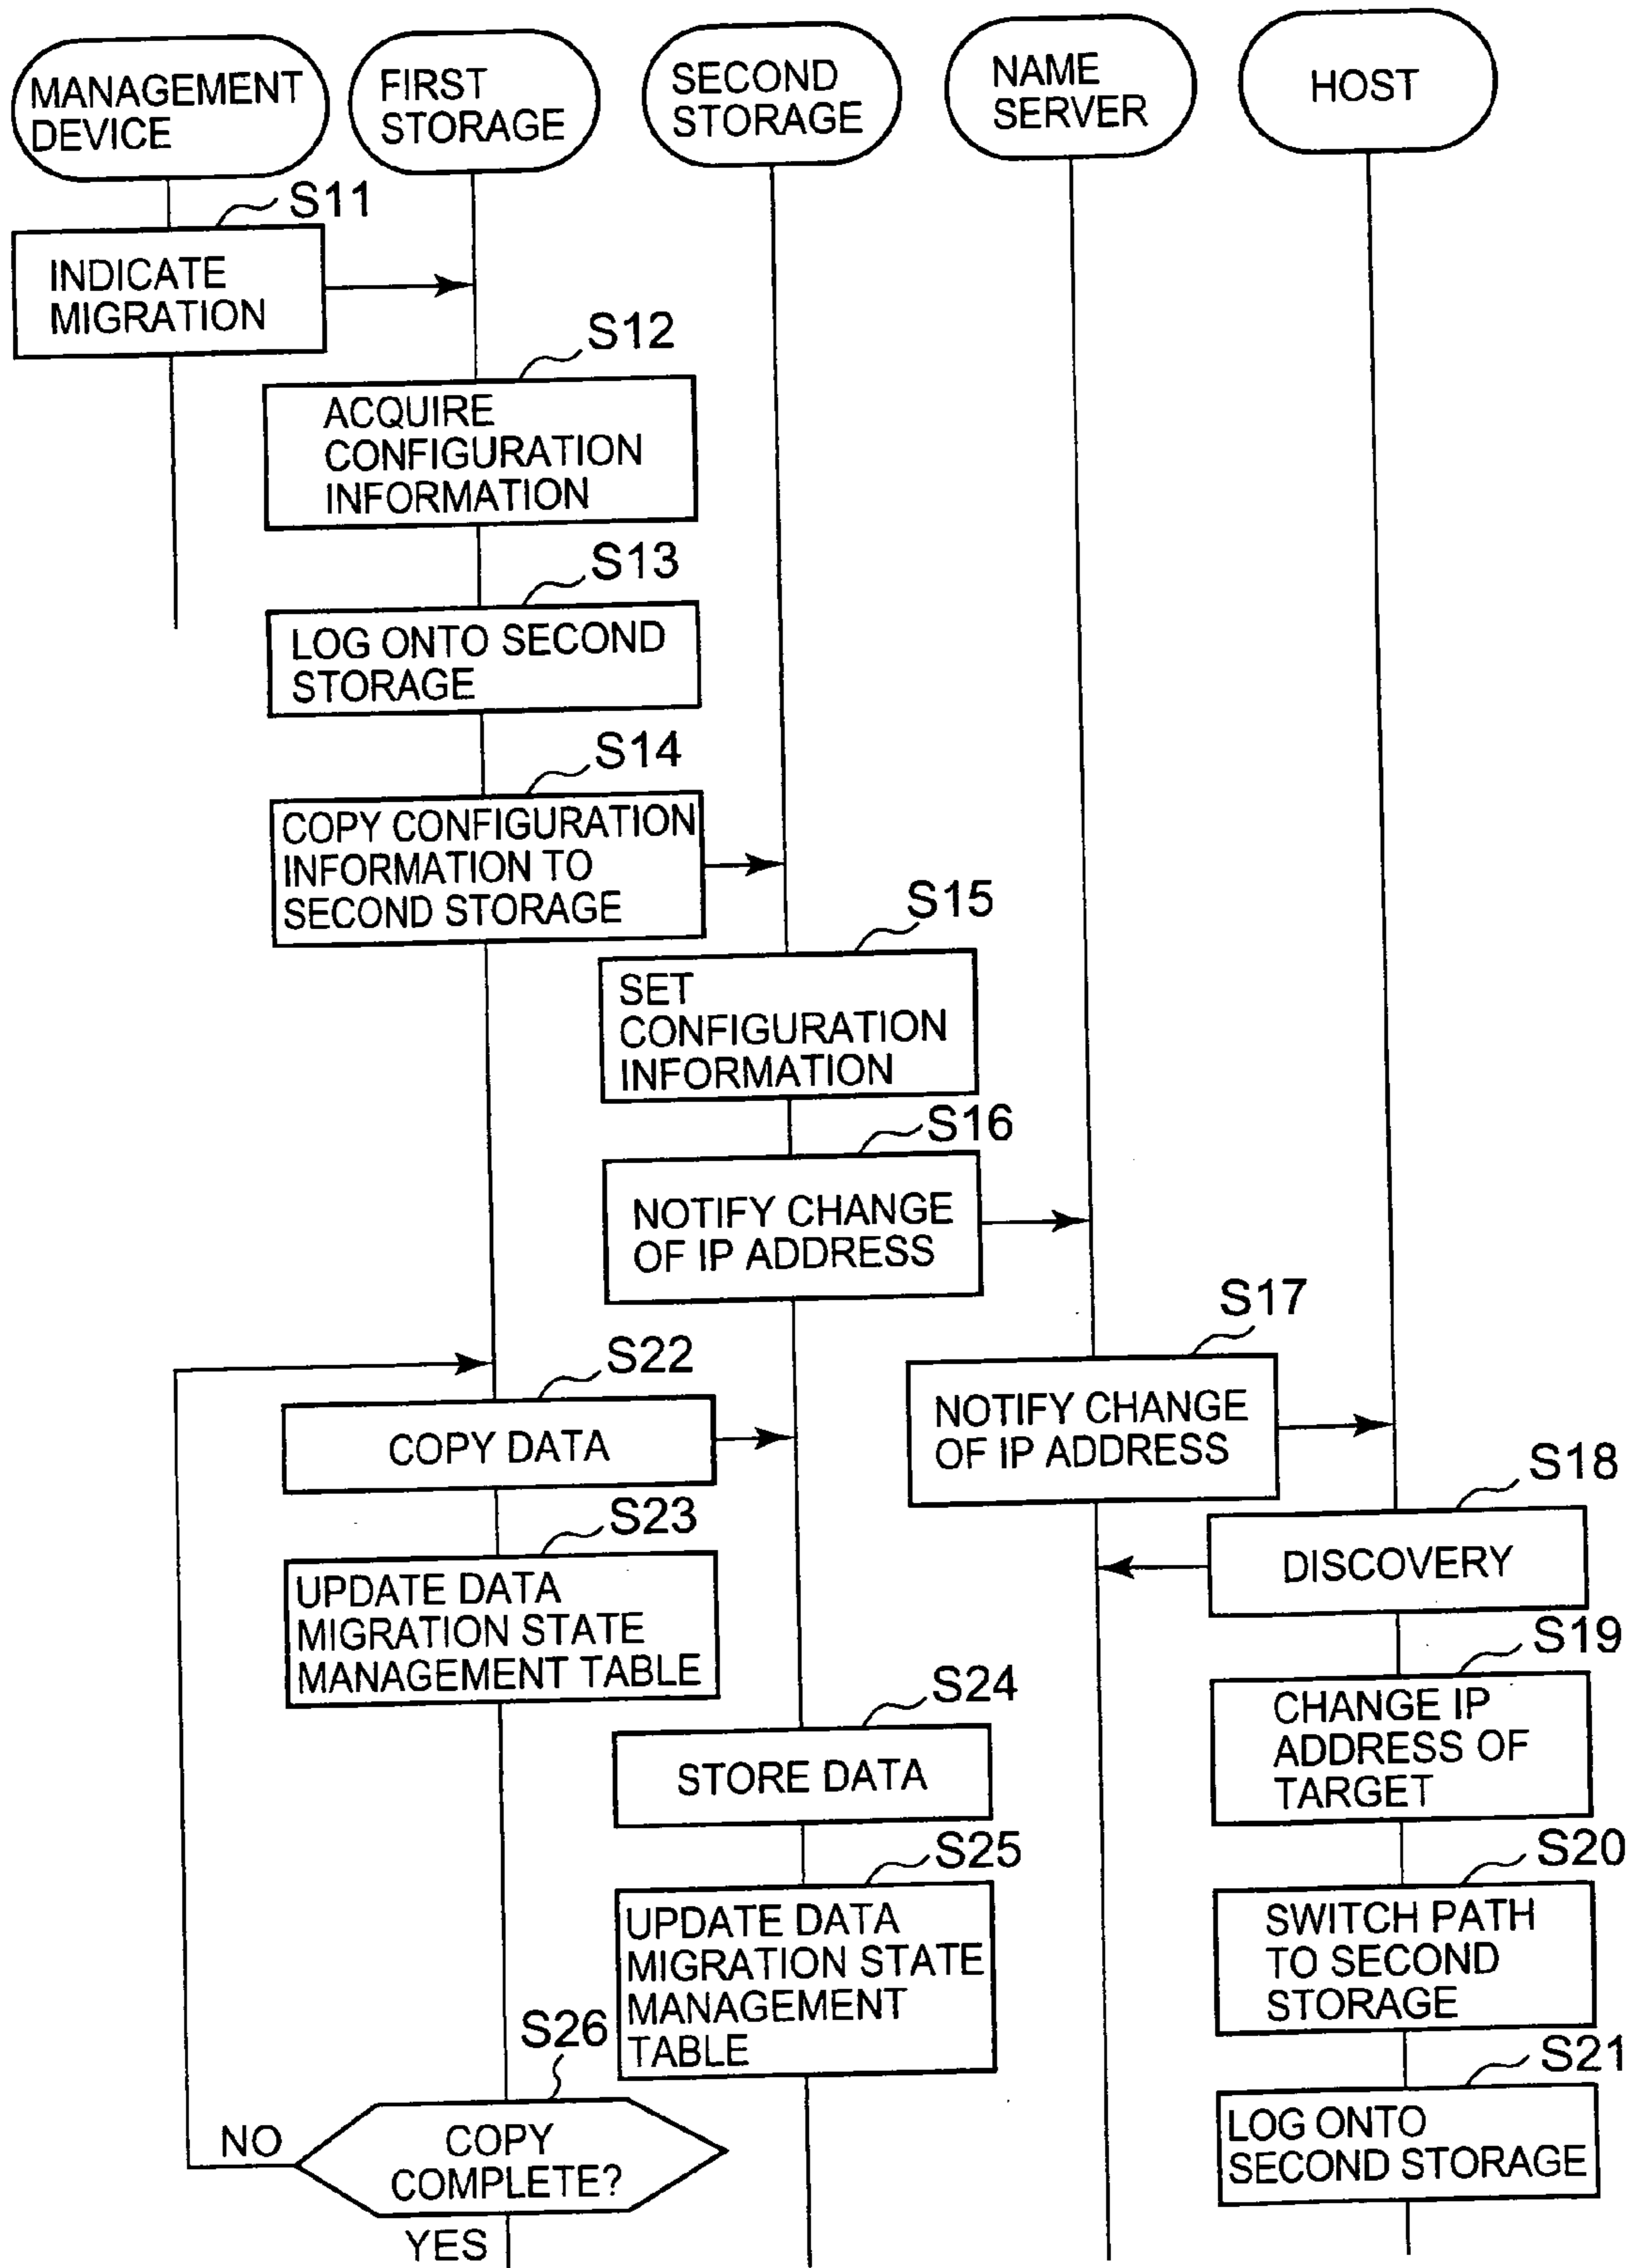 MANAGEMENT
DEVICE
FIRST
STORAGE
SECOND
STORAGE
NAME
SERVER
HOST
S11
INDICATE
MIGRATION
S12
ACQUIRE
CONFIGURATION
INFORMATION
S13
LOG ONTO SECOND
STORAGE
S14
COPY CONFIGURATION
INFORMATION TO
SECOND STORAGE
S15
SET
CONFIGURATION
INFORMATION
S16
NOTIFY CHANGE
OF IP ADDRESS
S17
NOTIFY CHANGE
OF IP ADDRESS
S22
COPY DATA
S18
DISCOVERY
S23
UPDATE DATA
MIGRATION STATE
MANAGEMENT TABLE
S19
CHANGE IP
ADDRESS OF
TARGET
S24
STORE DATA
S20
SWITCH PATH
TO SECOND
STORAGE
S25
UPDATE DATA
MIGRATION STATE
MANAGEMENT
TABLE
S21
LOG ONTO
SECOND STORAGE
S26
COPY
COMPLETE?
NO
YES